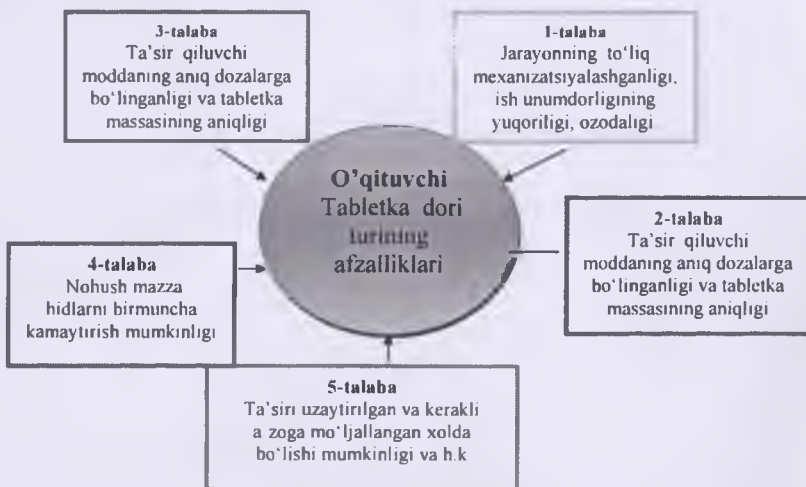 3-talaba
Ta'sir qiluvchi
moddaning aniq dozalarga
bo'linganligi va tabletka
massasining aniqligi
1-talaba
Jarayonning to'liq
mexanizatsiyalashganligi,
ish unumdorligining
yuqoriligi, ozodaligi
O'qituvchi
Tabletka dori
turining
afzalliklari
2-talaba
Ta'sir qiluvchi
moddaning aniq dozalarga
bo'linganligi va tabletka
massasining aniqligi
4-talaba
Nohush mazza
hidlarni birmuncha
kamaytirish mumkinligi
5-talaba
Ta'siri uzaytirilgan va kerakli
a zoga mo'ljallangan xolda
bo'lishi mumkinligi va h.k